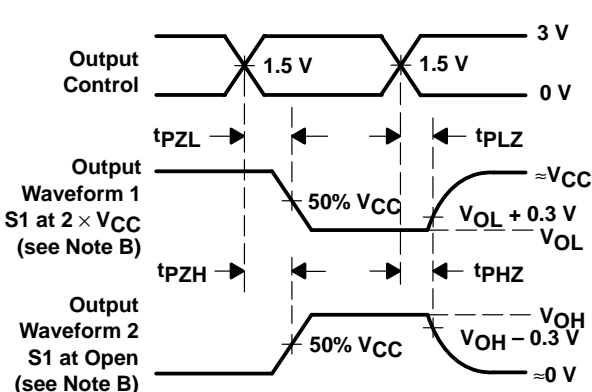 3 V
Output
Control
1.5 V
1.5 V
0 V
tPZL
tPLZ
Output
Waveform 1
S1 at 2 × VCC
(see Note B)
≈VCC
50% VCC
VOL + 0.3 V
VOL
tPZH
tPHZ
Output
Waveform 2
S1 at Open
(see Note B)
VOH
VOH − 0.3 V
50% VCC
≈0 V